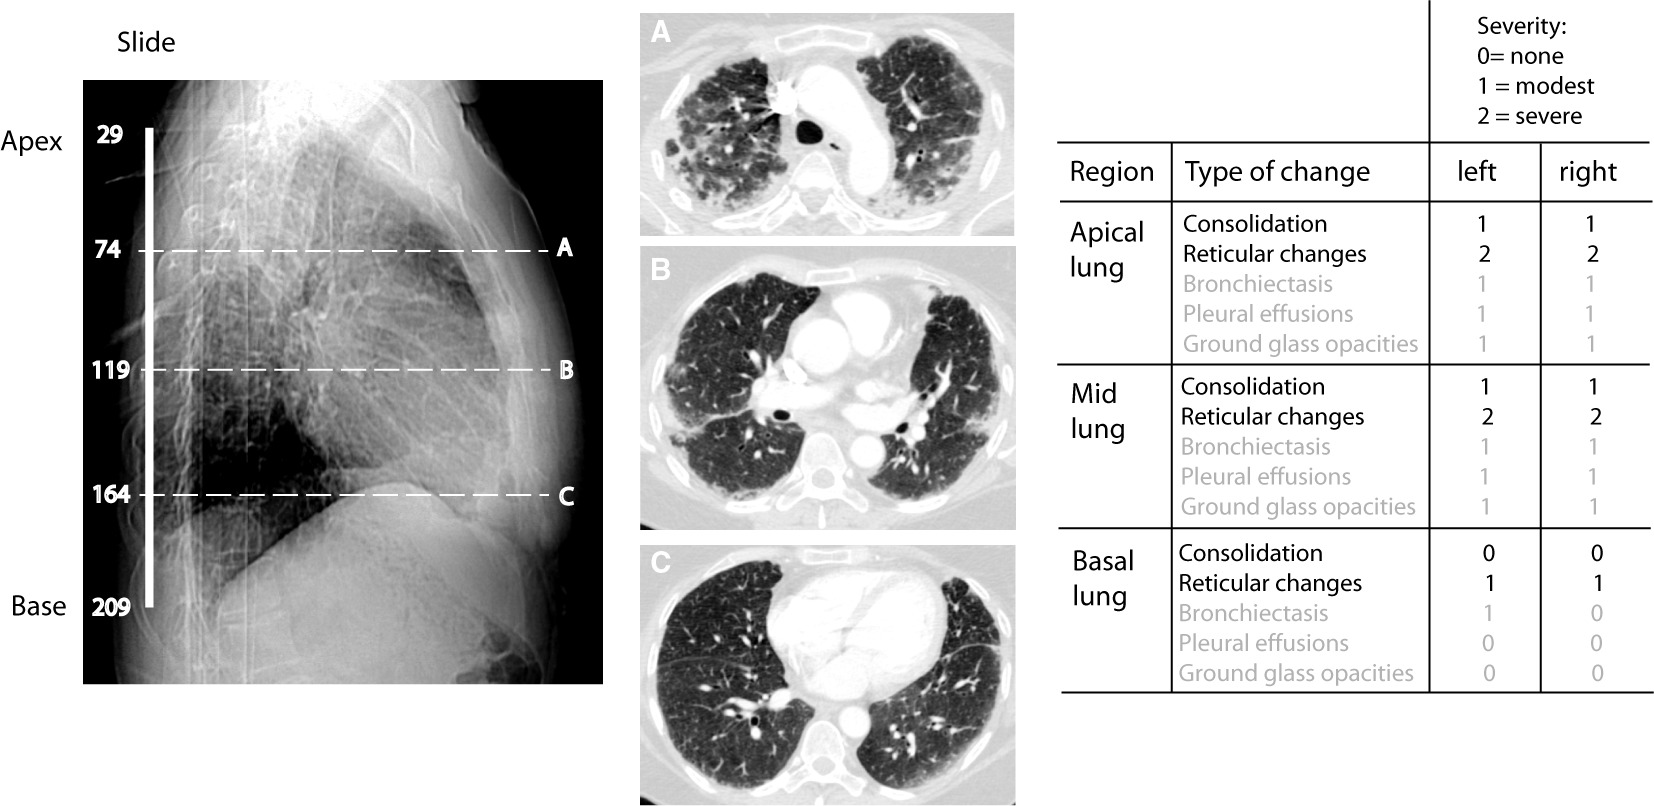 Slide
Apex
29
74
A
119
B
164
C
Base
209
A
B
C
Severity:
0= none
1 = modest
2 = severe
Region Type of change left right
Apical lung
Consolidation 1 1
Reticular changes 2 2
Bronchiectasis 1 1
Pleural effusions 1 1
Ground glass opacities 1 1
Mid lung
Consolidation 1 1
Reticular changes 2 2
Bronchiectasis 1 1
Pleural effusions 1 1
Ground glass opacities 1 1
Basal lung
Consolidation 0 0
Reticular changes 1 1
Bronchiectasis 1 0
Pleural effusions 0 0
Ground glass opacities 0 0